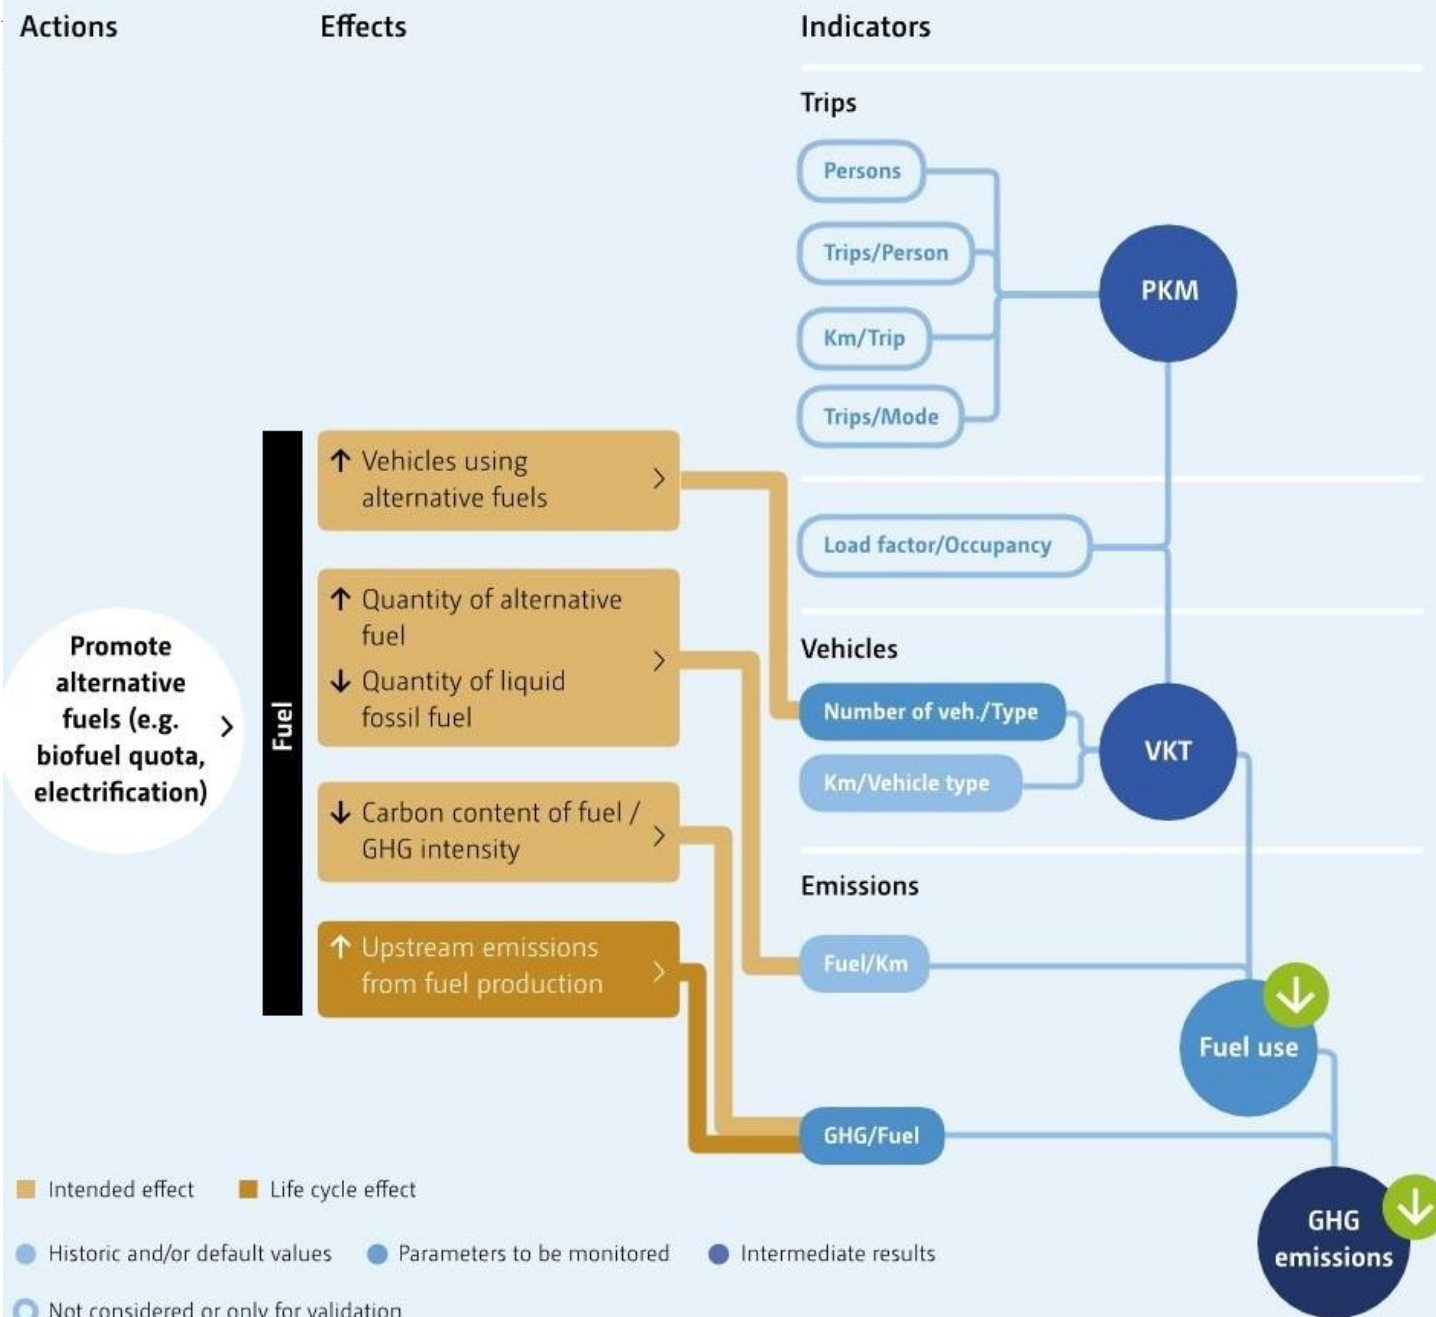 Actions
Effects
Indicators
Trips
Persons
Trips/Person
PKM
Km/Trip
Trips/Mode
↑ Vehicles using
alternative fuels
Load factor/Occupancy
↑ Quantity of alternative
fuel
↓ Quantity of liquid
fossil fuel
Promote
alternative
fuels (e.g.
biofuel quota,
electrification)
Fuel
Vehicles
Number of veh./Type
Km/Vehicle type
VKT
↓ Carbon content of fuel /
GHG intensity
Emissions
↑ Upstream emissions
from fuel production
Fuel/Km
Fuel use
GHG/Fuel
GHG
emissions
Intended effect
Life cycle effect
Historic and/or default values
Parameters to be monitored
Intermediate results
Not considered or only for validation